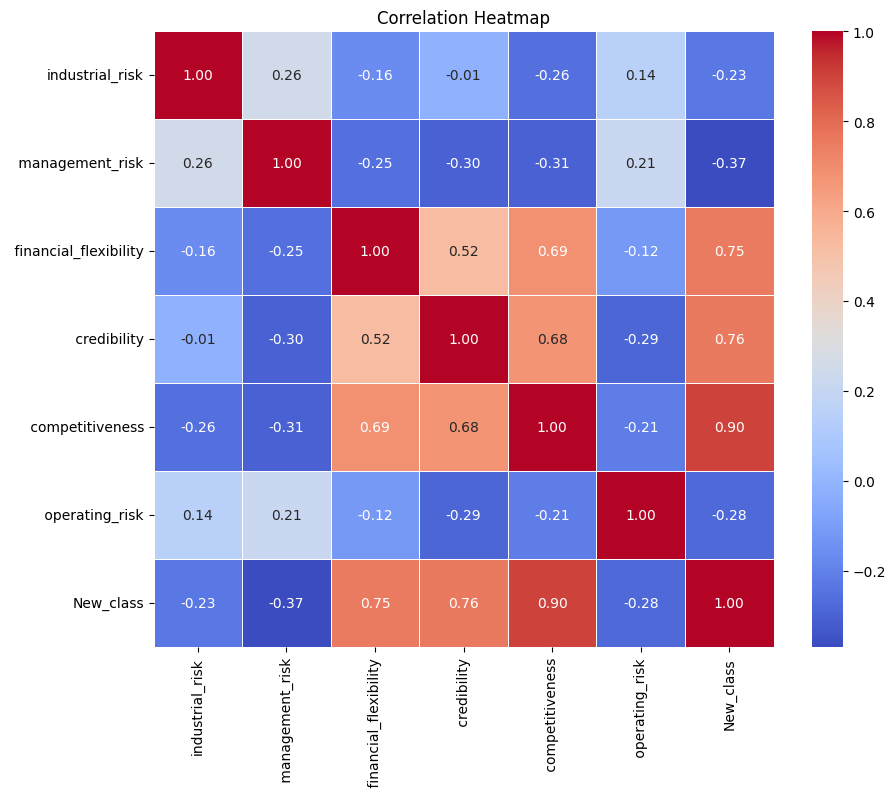 Correlation Heatmap
industrial_risk 1.00 0.26 -0.16 -0.01 -0.26 0.14 -0.23
management_risk 0.26 1.00 -0.25 -0.30 -0.31 0.21 -0.37
financial_flexibility -0.16 -0.25 1.00 0.52 0.69 -0.12 0.75
credibility -0.01 -0.30 0.52 1.00 0.68 -0.29 0.76
competitiveness -0.26 -0.31 0.69 0.68 1.00 -0.21 0.90
operating_risk 0.14 0.21 -0.12 -0.29 -0.21 1.00 -0.28
New_class -0.23 -0.37 0.75 0.76 0.90 -0.28 1.00
industrial_risk
management_risk
financial_flexibility
credibility
competitiveness
operating_risk
New_class
1.0
0.8
0.6
0.4
0.2
0.0
−0.2